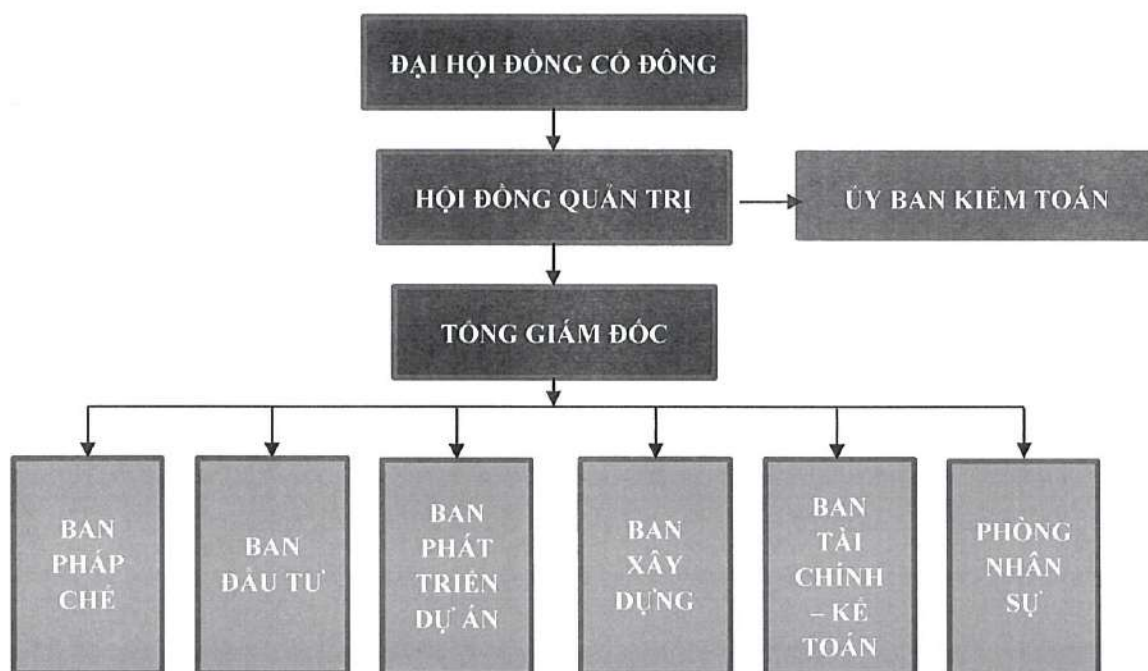 ĐẠI HỘI ĐỒNG CỔ ĐÔNG
HỘI ĐỒNG QUẢN TRỊ
ỦY BAN KIỂM TOÁN
TỔNG GIÁM ĐỐC
BAN
PHÁP
CHẾ
BAN
ĐẦU TƯ
BAN
PHÁT
TRIỂN
DỰ ÁN
BAN
XÂY
DỰNG
BAN
TÀI
CHÍNH
– KẾ
TOÁN
PHÒNG
NHÂN
SỰ